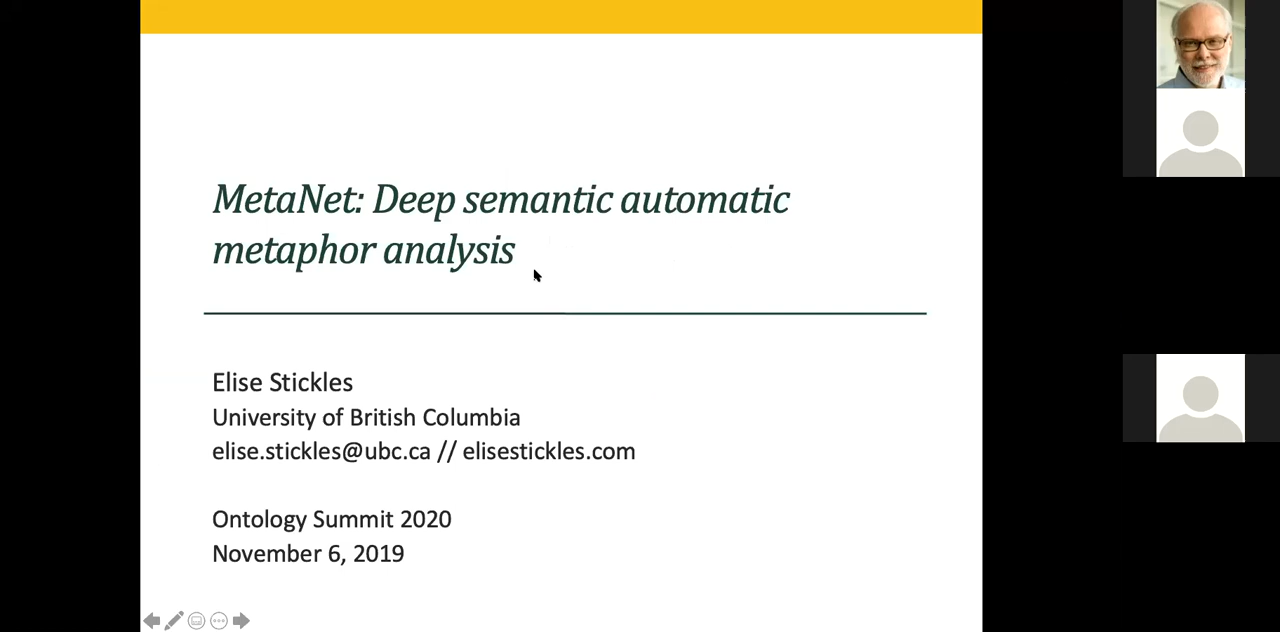 MetaNet: Deep semantic automatic
metaphor analysis
Elise Stickles
University of British Columbia
elise.stickles@ubc.ca // elisestickles.com
Ontology Summit 2020
November 6, 2019